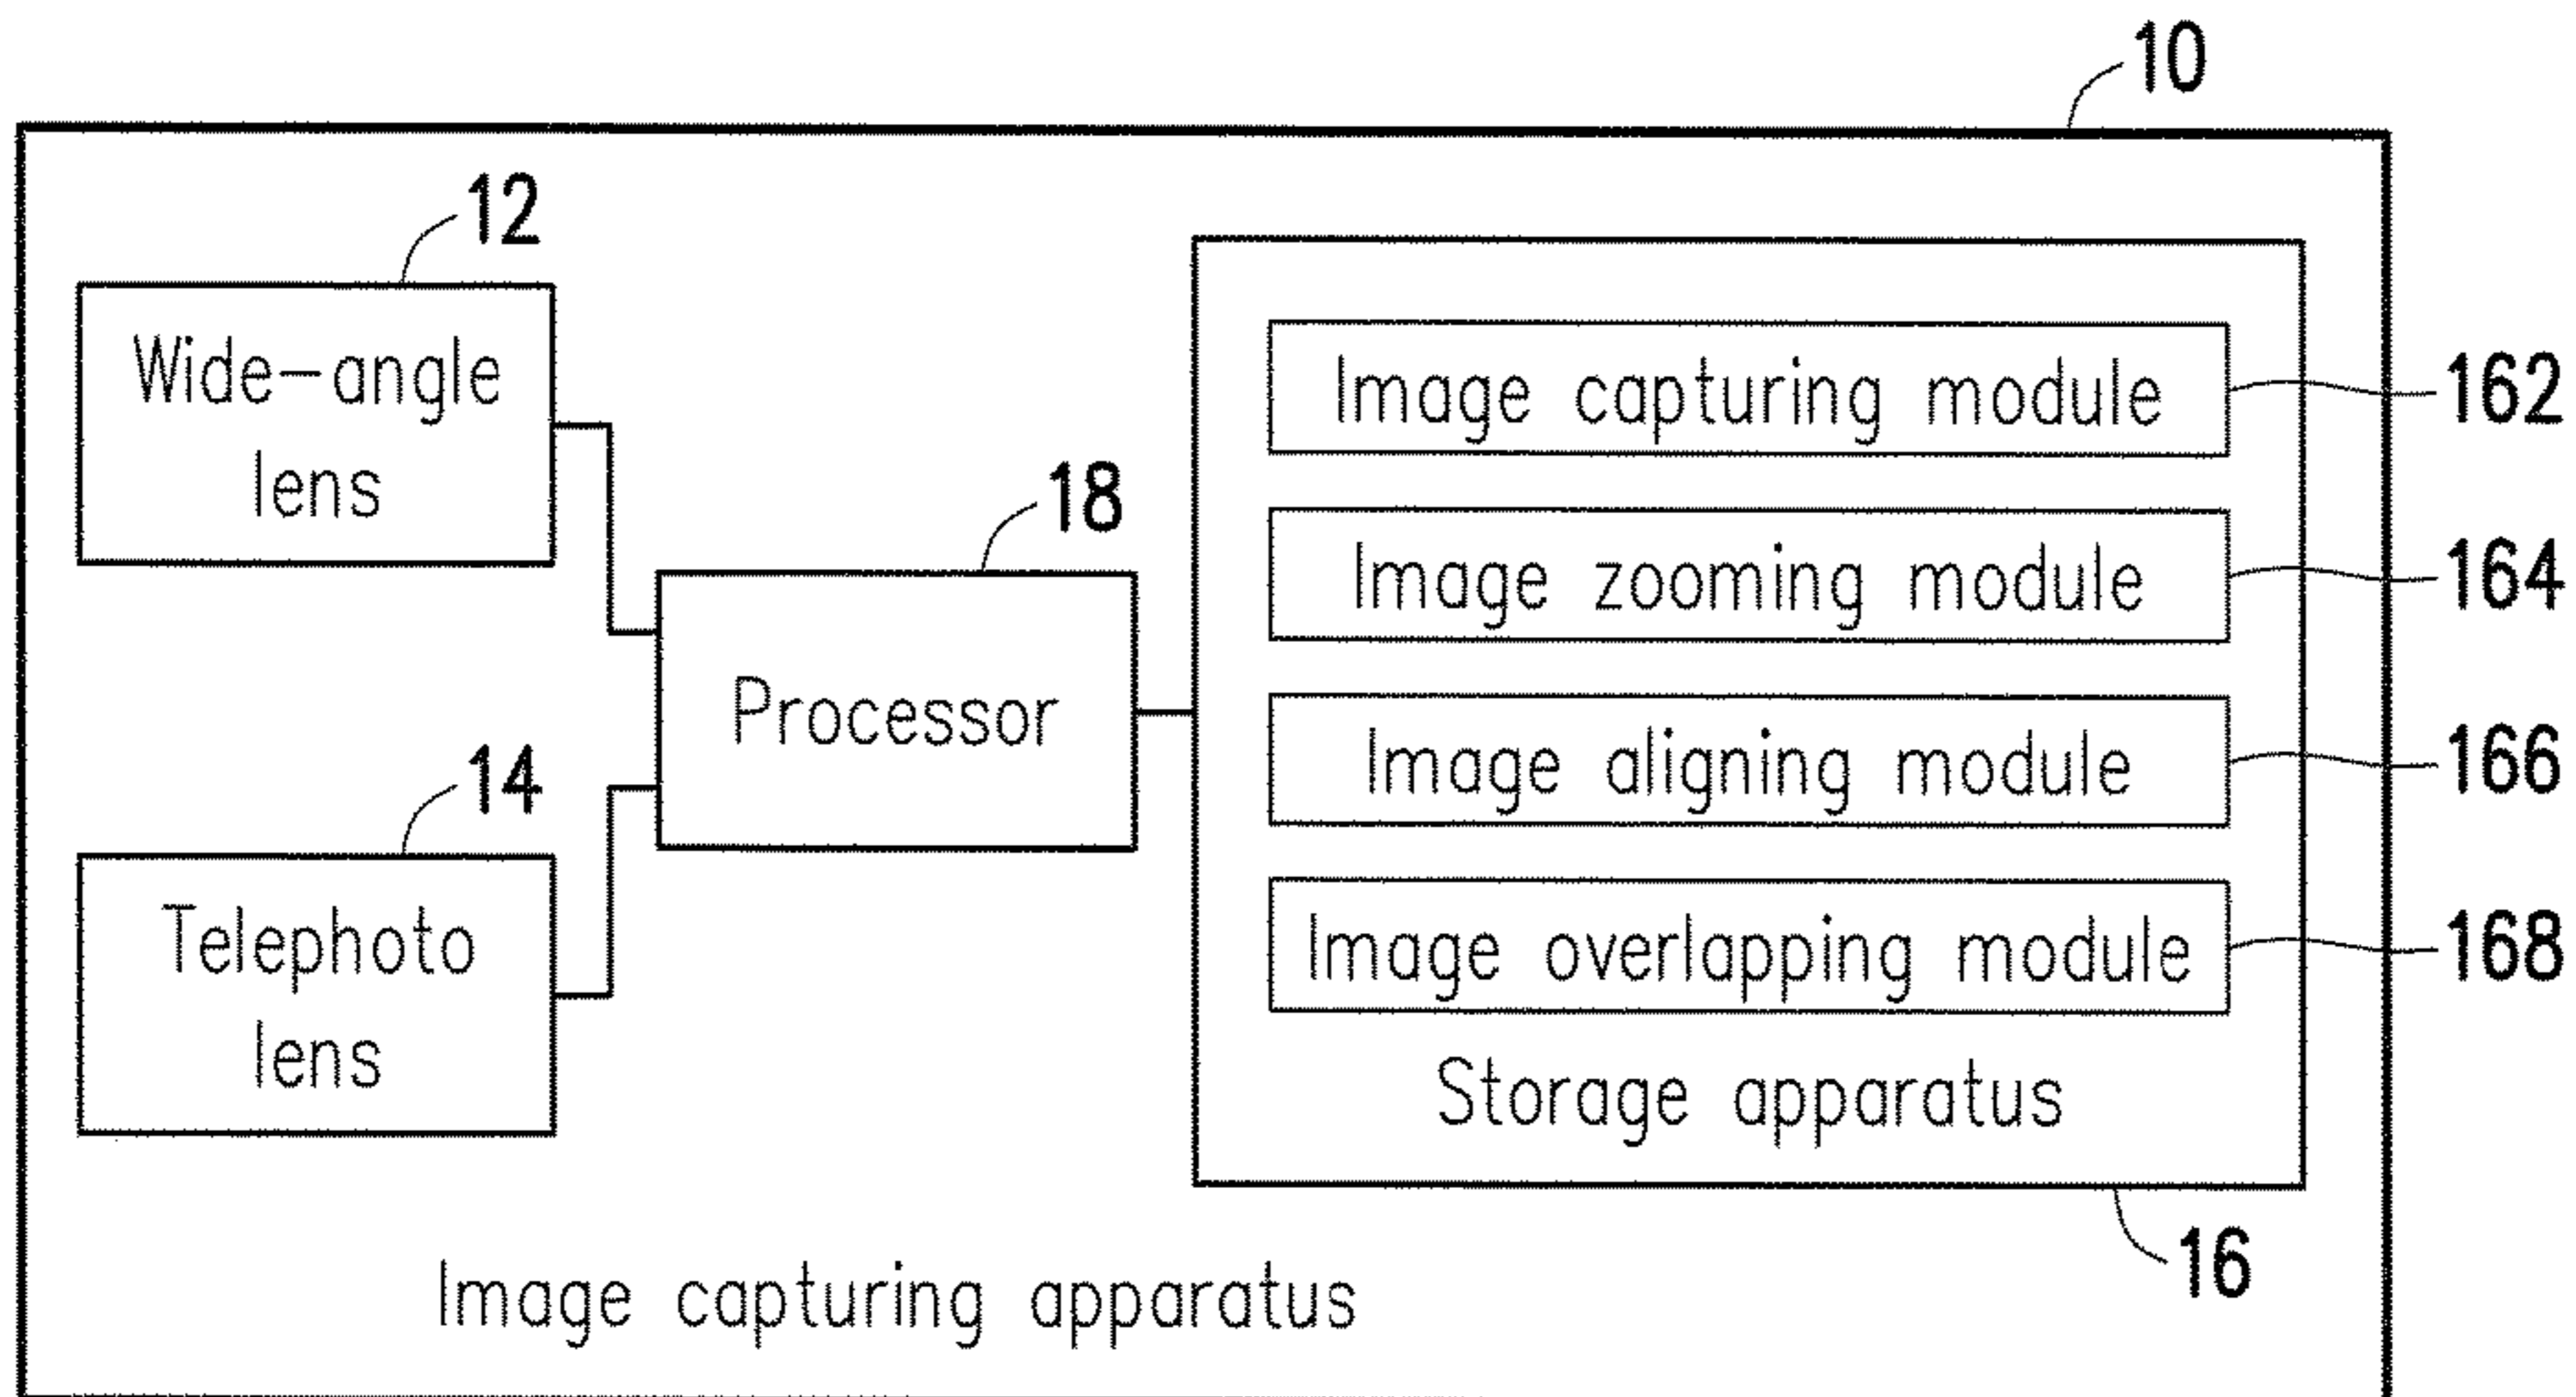 10
12
Wide-angle
lens
18
Processor
14
Telephoto
lens
Image capturing module
162
Image zooming module
164
Image aligning module
166
Image overlapping module
168
Storage apparatus
16
Image capturing apparatus